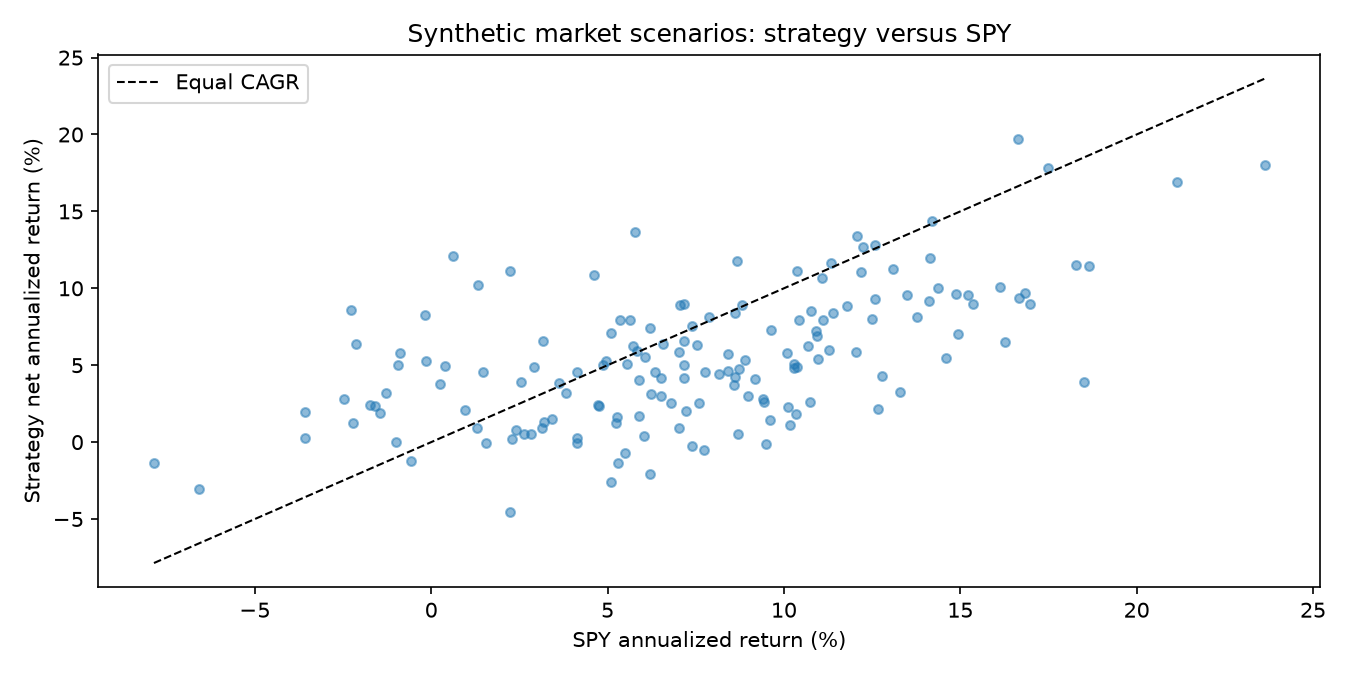 Synthetic market scenarios: strategy versus SPY
Equal CAGR
Strategy net annualized return (%)
25
20
15
10
5
0
−5
−5 0 5 10 15 20 25
SPY annualized return (%)